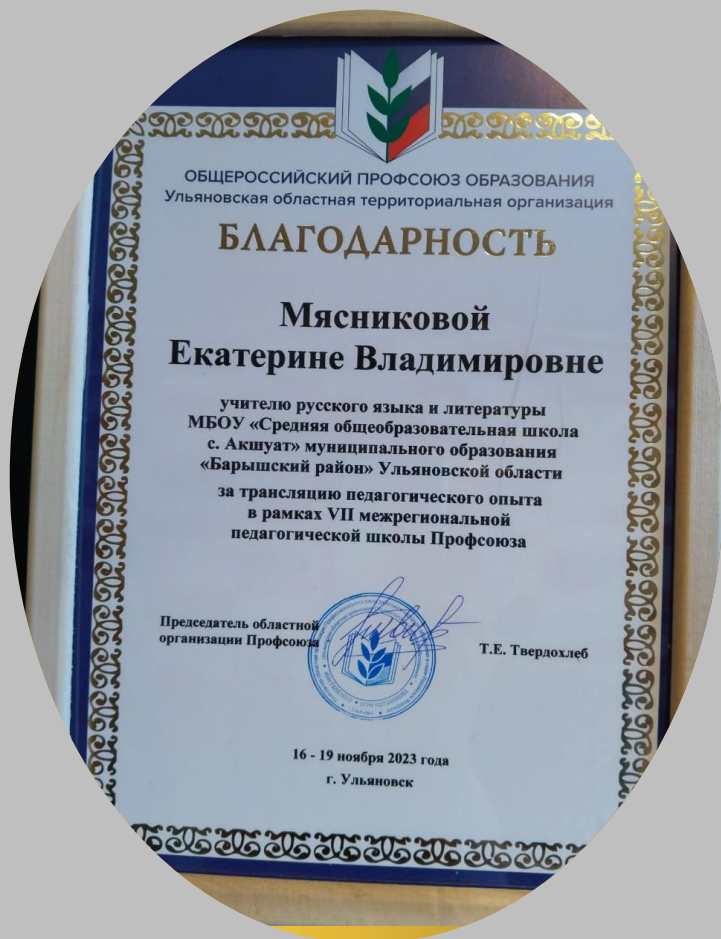 ОБЩЕРОССИЙСКИЙ ПРОФСОЮЗ ОБРАЗОВАНИЯ
Ульяновская областная территориальная организация
БЛАГОДАРНОСТЬ
Мясниковой
Екатерине Владимировне
учителю русского языка и литературы
МБОУ «Средняя общеобразовательная школа
с. Акшуат» муниципального образования
«Барышский район» Ульяновской области
за трансляцию педагогического опыта
в рамках VII межрегиональной
педагогической школы Профсоюза
Председатель областной
организации Профсоюза
Т.Е. Твердохлеб
16 - 19 ноября 2023 года
г. Ульяновск